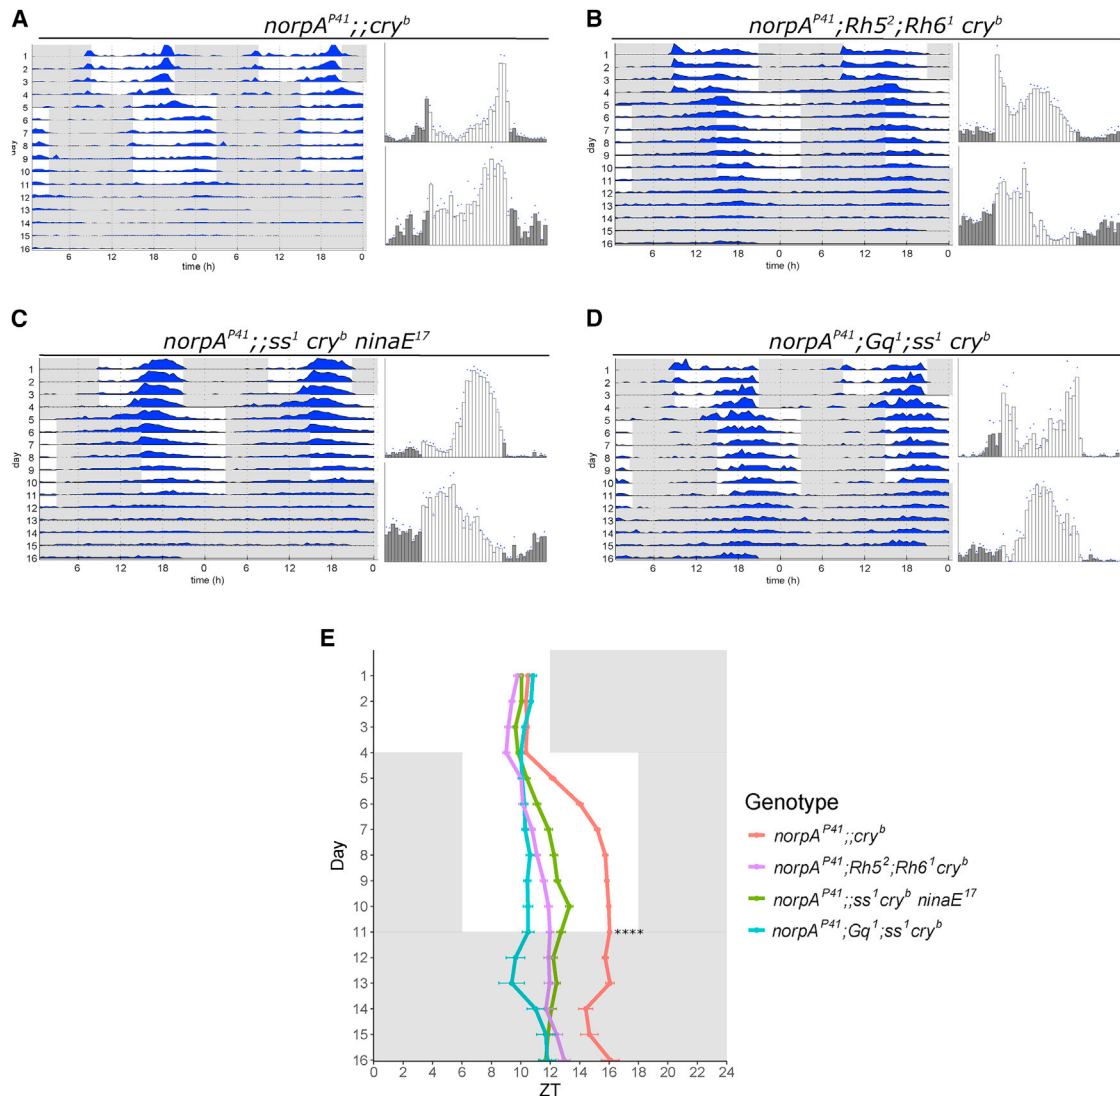 A
norpA^P41;;cry^b
1
2
3
4
5
6
7
8
9
10
11
12
13
14
15
16
day
6 12 18 0 6 12 18 0
time (h)
B
norpA^P41;Rh5^2;Rh6^1 cry^b
1
2
3
4
5
6
7
8
9
10
11
12
13
14
15
16
day
6 12 18 0 6 12 18 0
time (h)
C
norpA^P41;;ss^1 cry^b ninaE^17
1
2
3
4
5
6
7
8
9
10
11
12
13
14
15
16
day
6 12 18 0 6 12 18 0
time (h)
D
norpA^P41;Gq^1;ss^1 cry^b
1
2
3
4
5
6
7
8
9
10
11
12
13
14
15
16
day
6 12 18 0 6 12 18 0
time (h)
E
1
2
3
4
5
6
7
8
9
10
11
12
13
14
15
16
Day
****
0 2 4 6 8 10 12 14 16 18 20 22 24
ZT
Genotype
norpA^P41;;cry^b
norpA^P41;Rh5^2;Rh6^1cry^b
norpA^P41;;ss^1cry^b ninaE^17
norpA^P41;Gq^1;ss^1cry^b